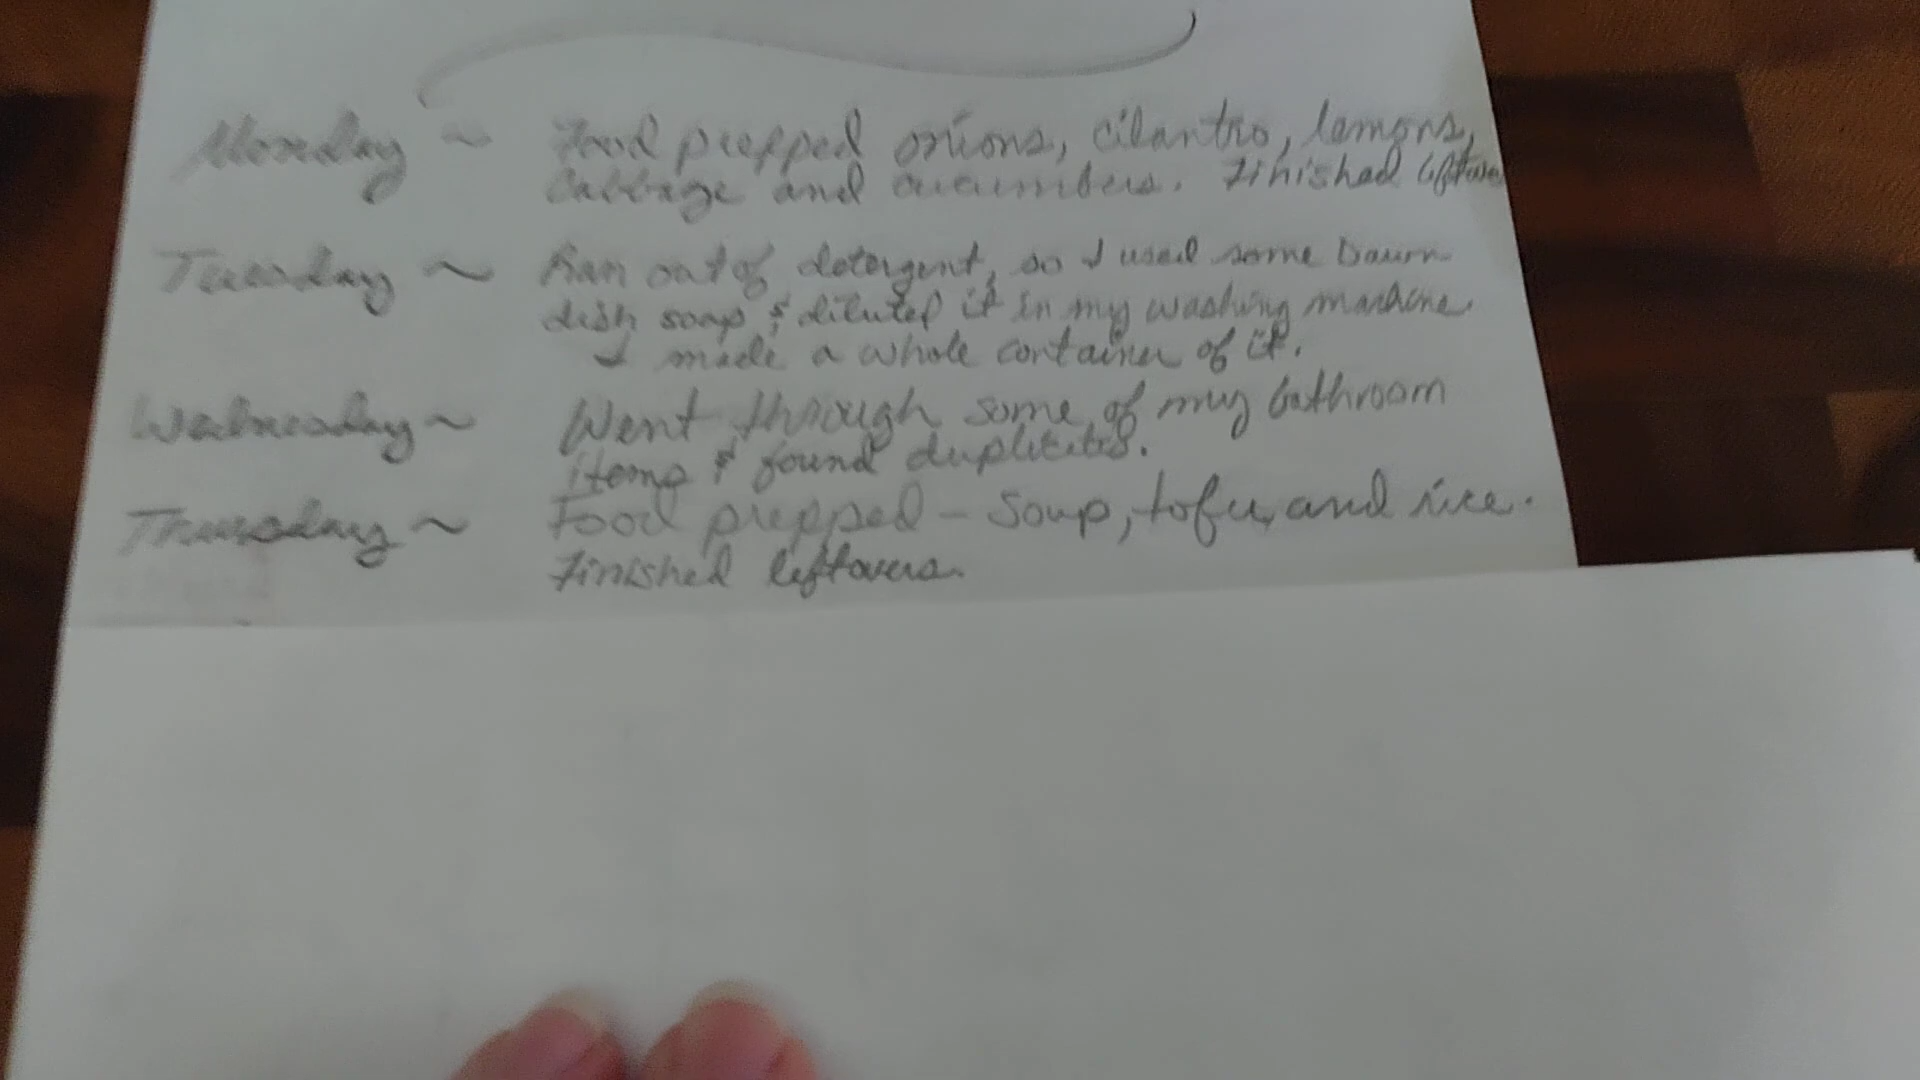 Monday ~ Food prepped onions, cilantro, lemons,
Cabbage and cucumbers. Finished leftovers
Tuesday ~ Ran out of detergent, so I used some Dawn
dish soap & diluted it in my washing machine.
I made a whole container of it.
Wednesday ~ Went through some of my bathroom
items & found duplicites.
Thursday ~ Food prepped - Soup, tofu, and rice.
Finished leftovers.